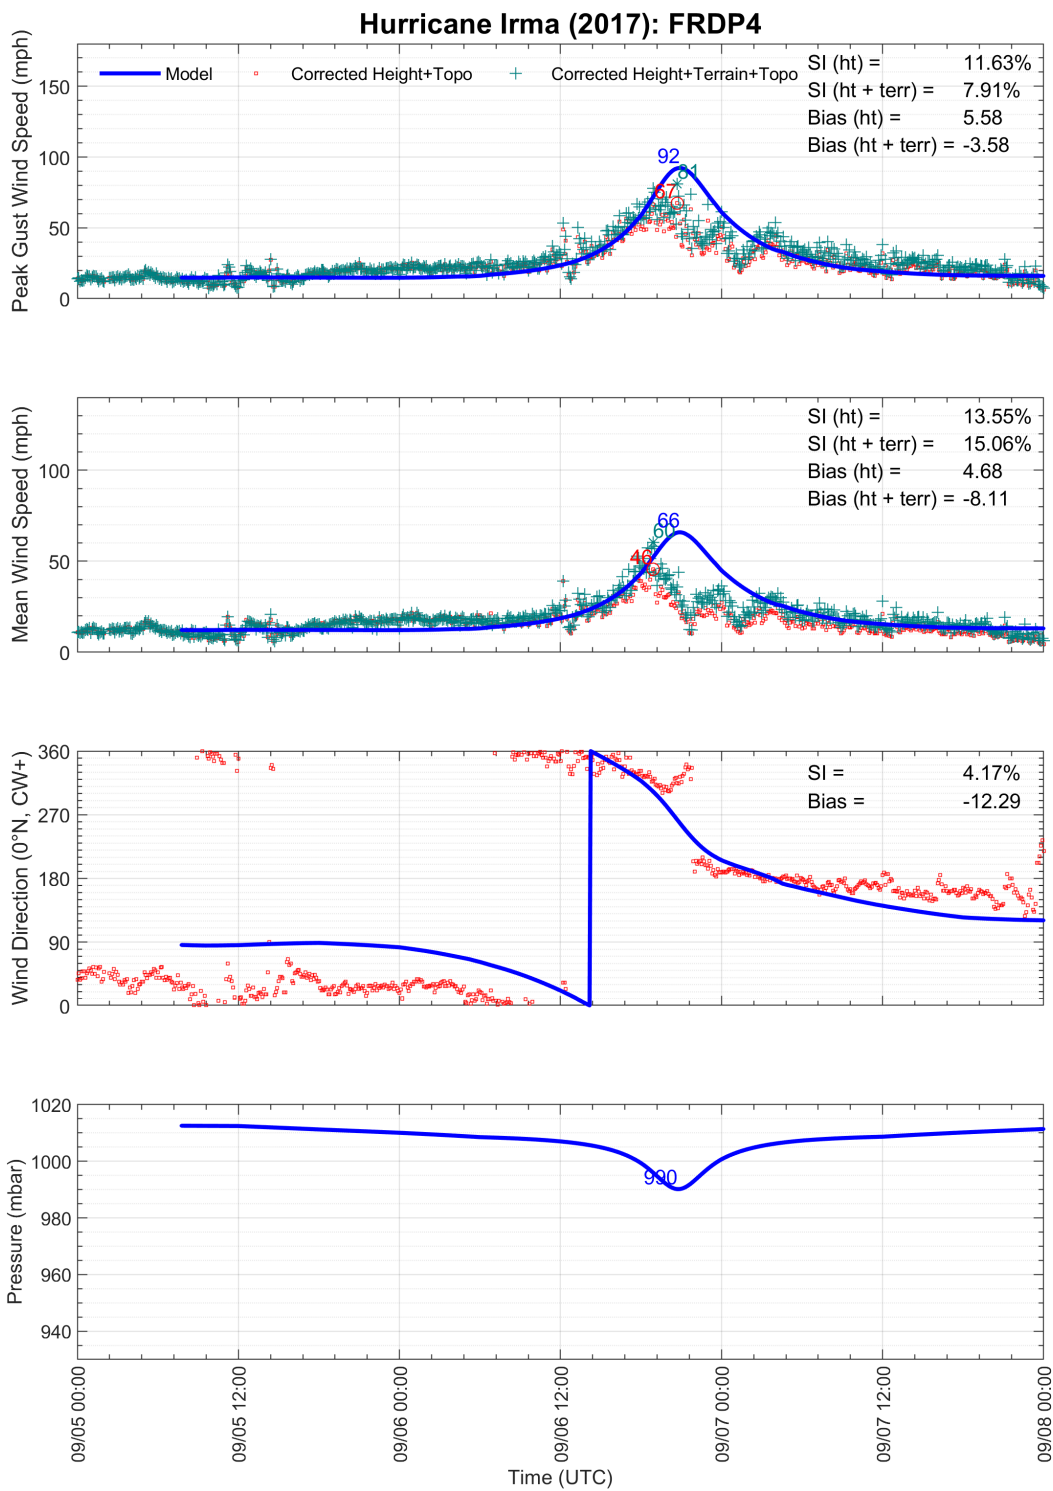 Hurricane Irma (2017): FRDP4
Peak Gust Wind Speed (mph)
150
100
50
0
Model
Corrected Height+Topo
Corrected Height+Terrain+Topo
SI (ht) = 11.63%
SI (ht + terr) = 7.91%
Bias (ht) = 5.58
Bias (ht + terr) = -3.58
92
81
67
Mean Wind Speed (mph)
100
50
0
SI (ht) = 13.55%
SI (ht + terr) = 15.06%
Bias (ht) = 4.68
Bias (ht + terr) = -8.11
66
60
46
Wind Direction (0°N, CW+)
360
270
180
90
0
SI = 4.17%
Bias = -12.29
Pressure (mbar)
1020
1000
980
960
940
990
09/05 00:00
09/05 12:00
09/06 00:00
09/06 12:00
09/07 00:00
09/07 12:00
09/08 00:00
Time (UTC)